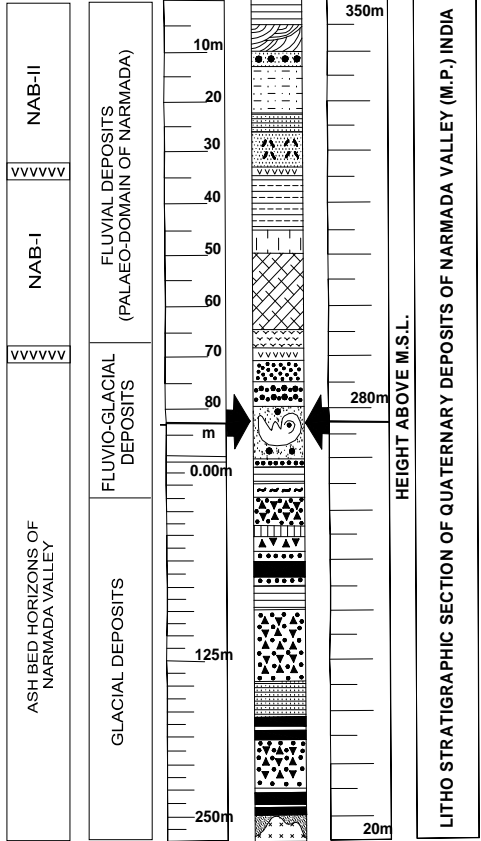 NAB-II
VVVVVV
NAB-I
VVVVVV
ASH BED HORIZONS OF
NARMADA VALLEY
FLUVIAL DEPOSITS
(PALAEO-DOMAIN OF NARMADA)
FLUVIO-GLACIAL
DEPOSITS
GLACIAL DEPOSITS
10m
20
30
40
50
60
70
80
m
0.00m
125m
250m
350m
280m
20m
HEIGHT ABOVE M.S.L.
LITHO STRATIGRAPHIC SECTION OF QUATERNARY DEPOSITS OF NARMADA VALLEY (M.P.) INDIA